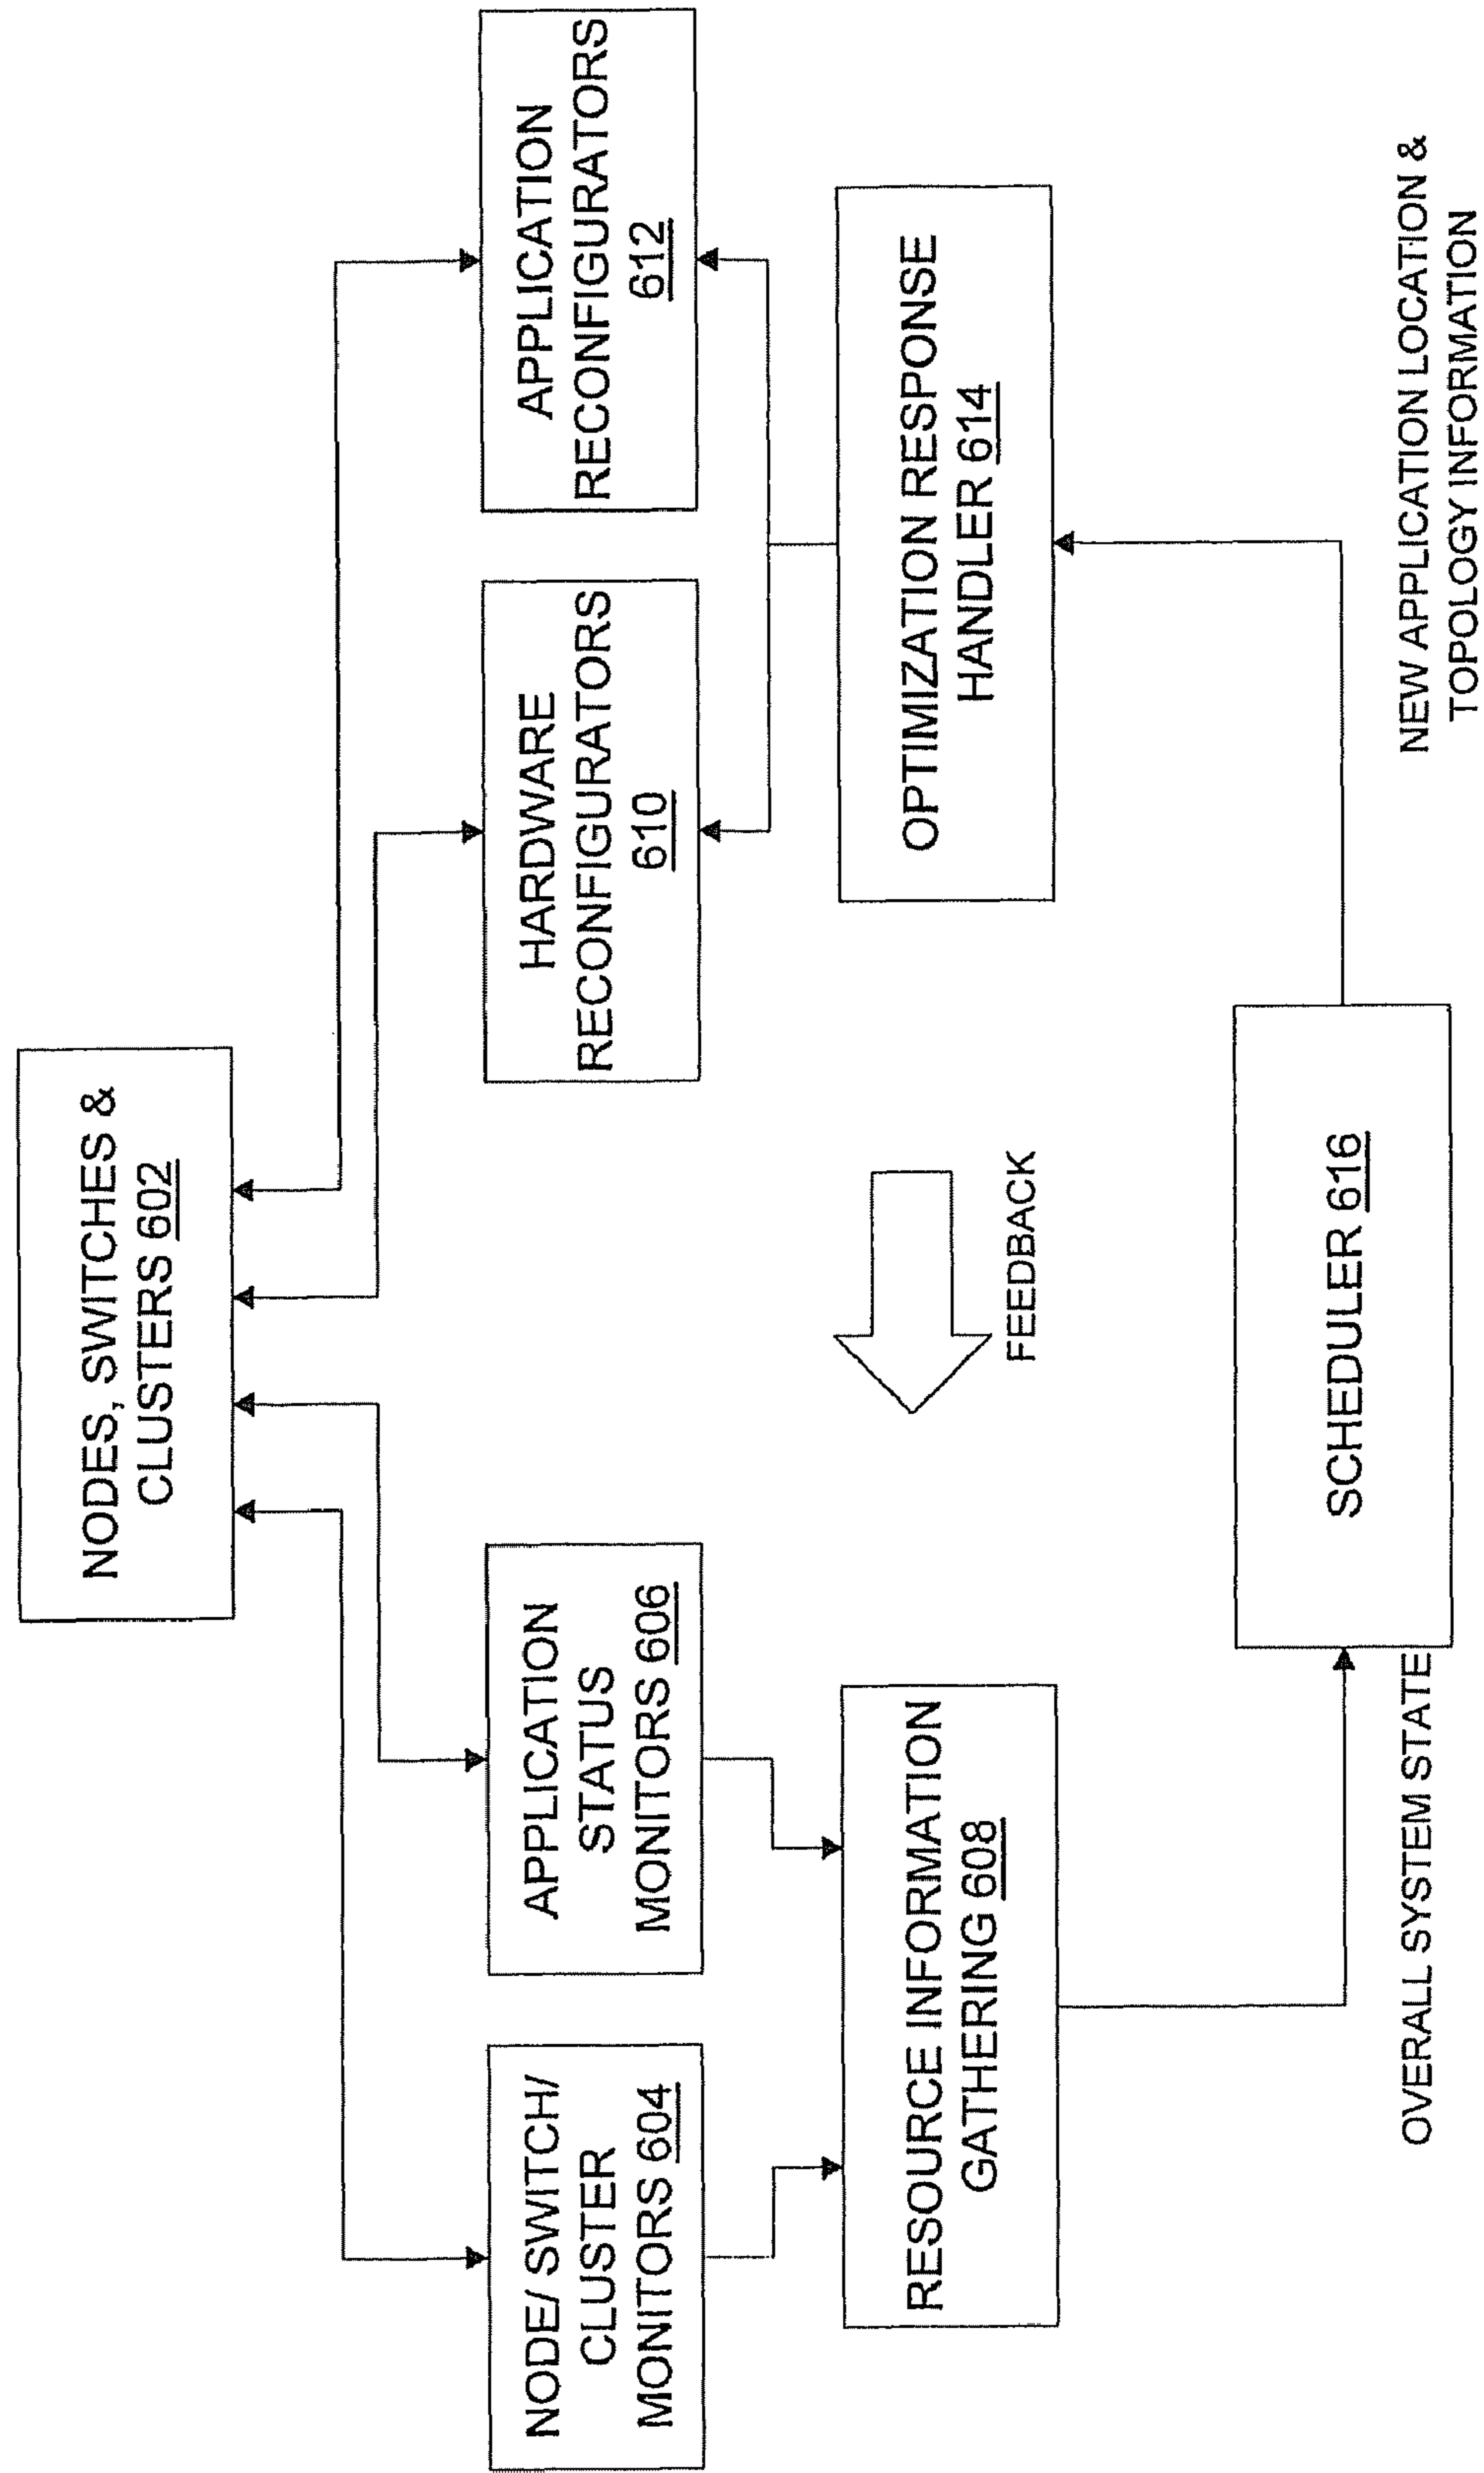 NODES, SWITCHES &
CLUSTERS 602
NODE/ SWITCH/
CLUSTER
MONITORS 604
APPLICATION
STATUS
MONITORS 606
HARDWARE
RECONFIGURATORS
610
APPLICATION
RECONFIGURATORS
612
RESOURCE INFORMATION
GATHERING 608
FEEDBACK
OPTIMIZATION RESPONSE
HANDLER 614
SCHEDULER 616
OVERALL SYSTEM STATE
NEW APPLICATION LOCATION &
TOPOLOGY INFORMATION